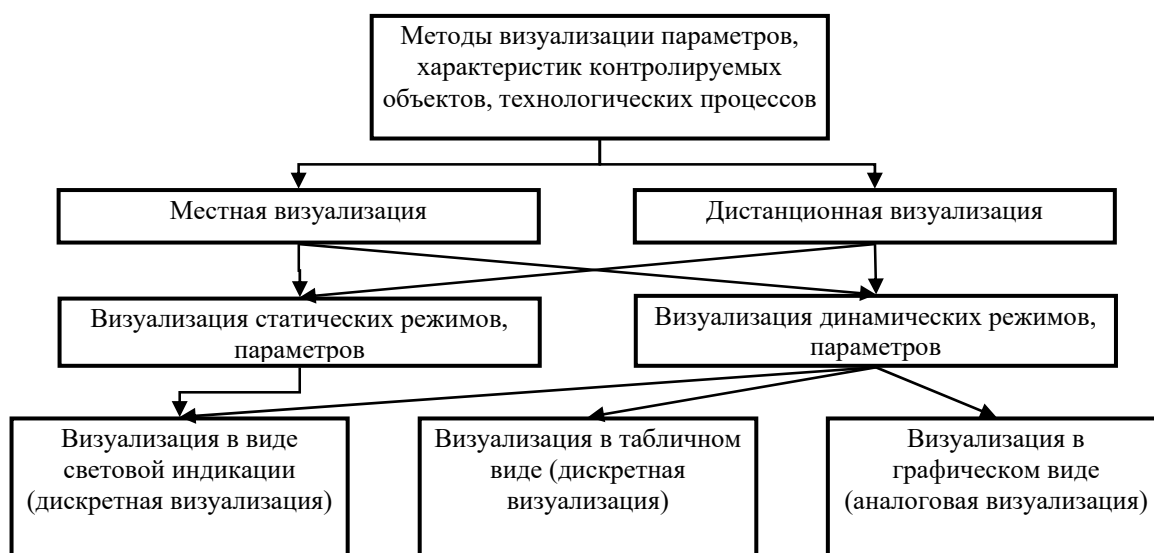 Методы визуализации параметров,
характеристик контролируемых
объектов, технологических процессов
Местная визуализация
Дистанционная визуализация
Визуализация статических режимов,
параметров
Визуализация динамических режимов,
параметров
Визуализация в виде
световой индикации
(дискретная визуализация)
Визуализация в табличном
виде (дискретная
визуализация)
Визуализация в
графическом виде
(аналоговая визуализация)